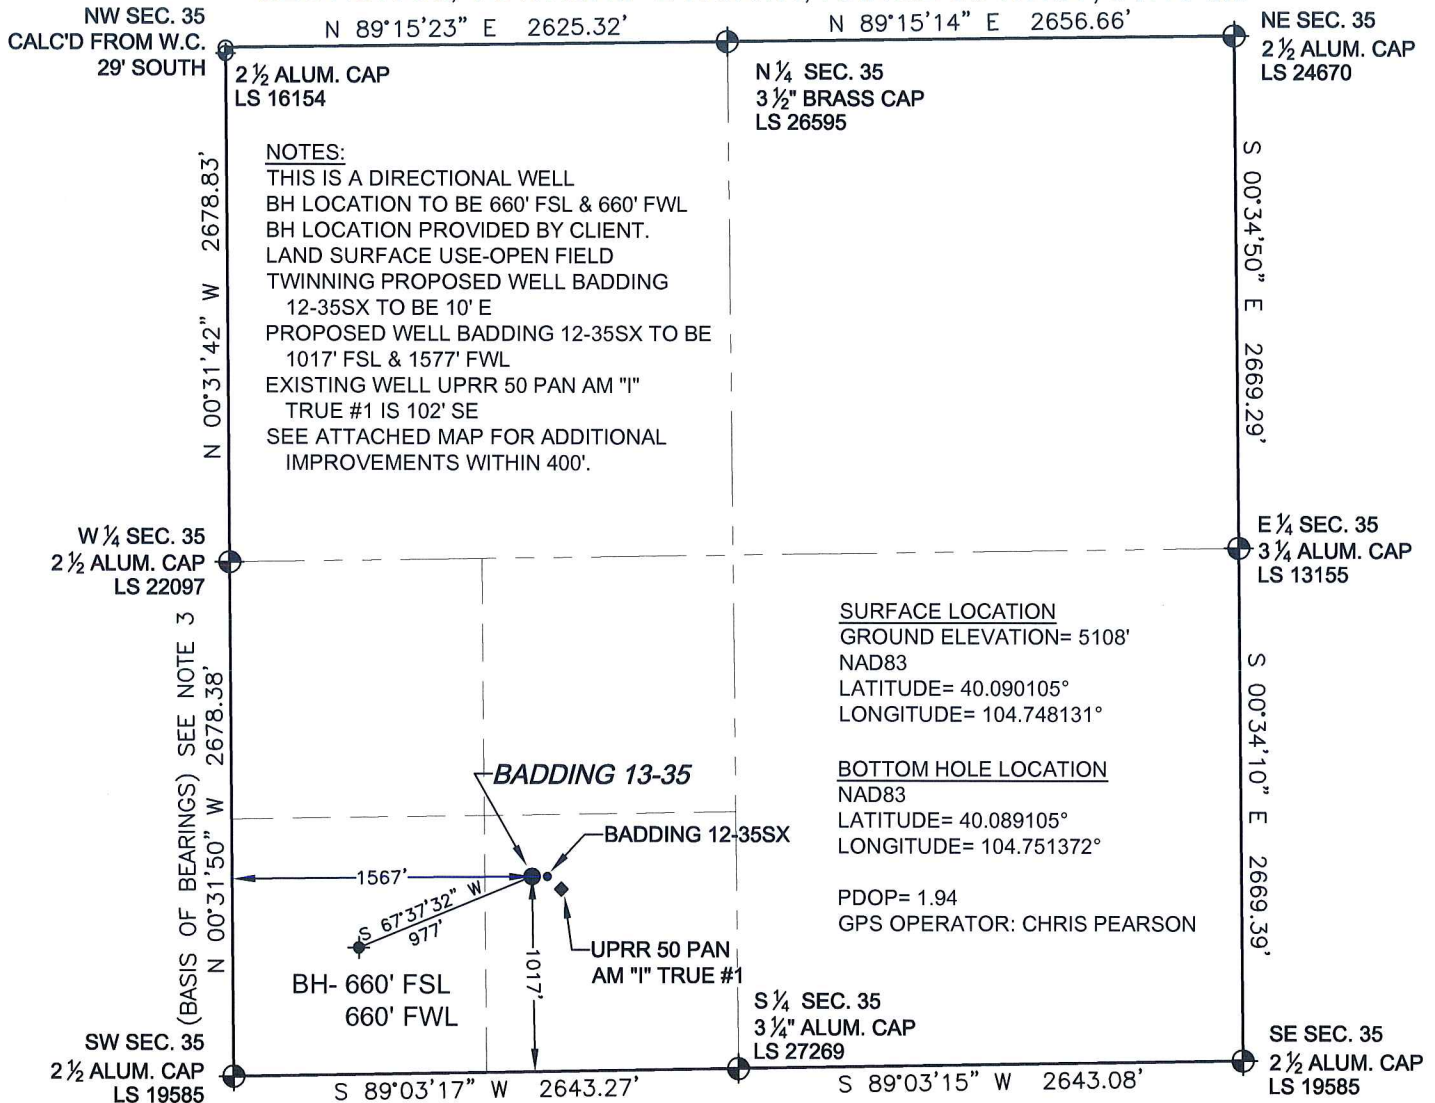 NW SEC. 35
CALC'D FROM W.C.
29' SOUTH
2 ½ ALUM. CAP
LS 16154
N 89°15'23" E 2625.32'
N 89°15'14" E 2656.66'
N ¼ SEC. 35
3 ½" BRASS CAP
LS 26595
NE SEC. 35
2 ½ ALUM. CAP
LS 24670
NOTES:
THIS IS A DIRECTIONAL WELL
BH LOCATION TO BE 660' FSL & 660' FWL
BH LOCATION PROVIDED BY CLIENT.
LAND SURFACE USE-OPEN FIELD
TWINNING PROPOSED WELL BADDING
12-35SX TO BE 10' E
PROPOSED WELL BADDING 12-35SX TO BE
1017' FSL & 1577' FWL
EXISTING WELL UPRR 50 PAN AM "I"
TRUE #1 IS 102' SE
SEE ATTACHED MAP FOR ADDITIONAL
IMPROVEMENTS WITHIN 400'.
N 00°31'42" W 2678.83'
S 00°34'50" E 2669.29'
W ¼ SEC. 35
2 ½ ALUM. CAP
LS 22097
E ¼ SEC. 35
3 ¼ ALUM. CAP
LS 13155
(BASIS OF BEARINGS) SEE NOTE 3
N 00°31'50" W 2678.38'
SURFACE LOCATION
GROUND ELEVATION= 5108'
NAD83
LATITUDE= 40.090105°
LONGITUDE= 104.748131°
BOTTOM HOLE LOCATION
NAD83
LATITUDE= 40.089105°
LONGITUDE= 104.751372°
PDOP= 1.94
GPS OPERATOR: CHRIS PEARSON
S 00°34'10" E 2669.39'
BADDING 13-35
BADDING 12-35SX
1567'
S 67°37'32" W
977'
1017'
UPRR 50 PAN
AM "I" TRUE #1
BH- 660' FSL
660' FWL
SW SEC. 35
2 ½ ALUM. CAP
LS 19585
S 89°03'17" W 2643.27'
S ¼ SEC. 35
3 ¼" ALUM. CAP
LS 27269
S 89°03'15" W 2643.08'
SE SEC. 35
2 ½ ALUM. CAP
LS 19585